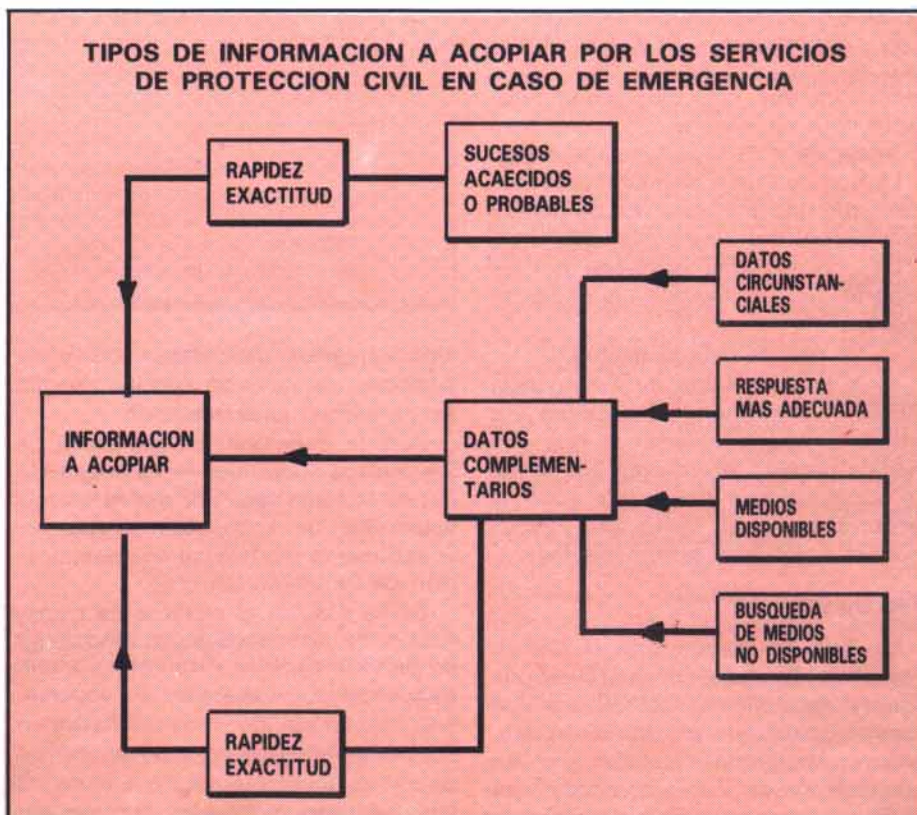 TIPOS DE INFORMACION A ACOPIAR POR LOS SERVICIOS
DE PROTECCION CIVIL EN CASO DE EMERGENCIA
RAPIDEZ
EXACTITUD
SUCESOS
ACAECIDOS
O PROBABLES
DATOS
CIRCUNSTAN-
CIALES
RESPUESTA
MAS ADECUADA
INFORMACION
A ACOPIAR
DATOS
COMPLEMEN-
TARIOS
MEDIOS
DISPONIBLES
BUSQUEDA
DE MEDIOS
NO DISPONIBLES
RAPIDEZ
EXACTITUD